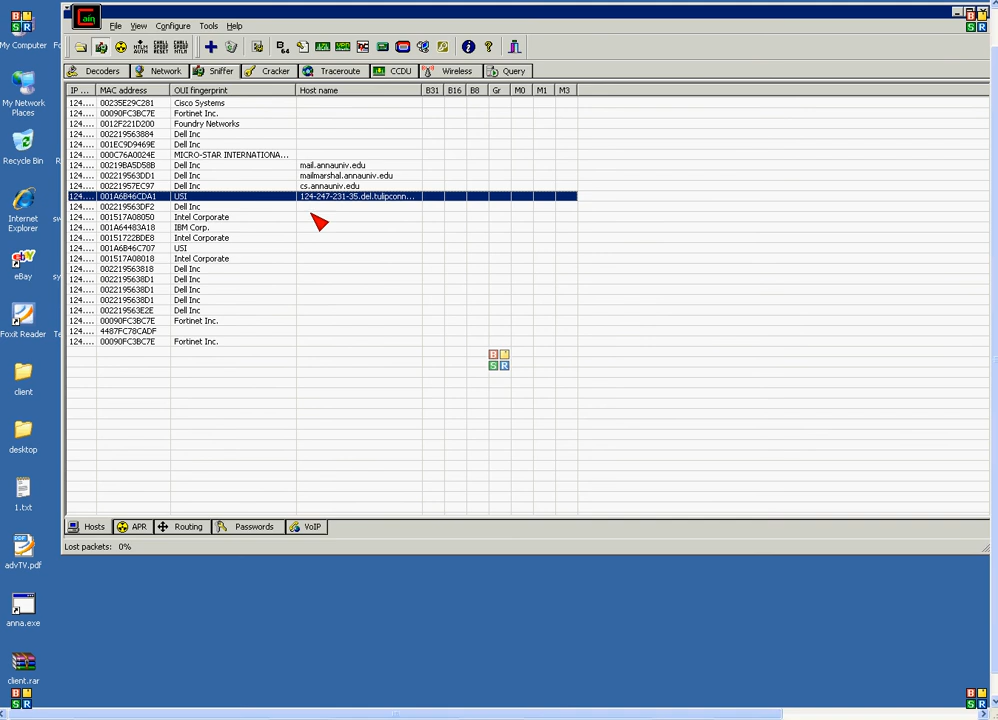 ain
File View Configure Tools Help
Decoders Network Sniffer Cracker Traceroute CCDU Wireless Query
IP ... MAC address OUI fingerprint Host name B31 B16 B8 Gr M0 M1 M3
124.... 00235E29C281 Cisco Systems
124.... 00090FC3BC7E Fortinet Inc.
124.... 0012F221D200 Foundry Networks
124.... 002219563884 Dell Inc
124.... 001EC9D9469E Dell Inc
124.... 000C76A0024E MICRO-STAR INTERNATIONA...
124.... 00219BA5D58B Dell Inc mail.annauniv.edu
124.... 002219563DD1 Dell Inc mailmarshal.annauniv.edu
124.... 00221957EC97 Dell Inc cs.annauniv.edu
124.... 001A6B46CDA1 USI 124-247-231-35.del.tulipconn...
124.... 002219563DF2 Dell Inc
124.... 001517A08050 Intel Corporate
124.... 001A64483A18 IBM Corp.
124.... 00151722BDE8 Intel Corporate
124.... 001A6B46C707 USI
124.... 001517A08018 Intel Corporate
124.... 002219563818 Dell Inc
124.... 0022195638D1 Dell Inc
124.... 0022195638D1 Dell Inc
124.... 0022195638D1 Dell Inc
124.... 002219563E2E Dell Inc
124.... 00090FC3BC7E Fortinet Inc.
124.... 4487FC78CADF
124.... 00090FC3BC7E Fortinet Inc.
Hosts APR Routing Passwords VoIP
Lost packets: 0%
My Computer
My Network
Places
Recycle Bin
Internet
Explorer
eBay
Foxit Reader
client
desktop
1.txt
advTV.pdf
anna.exe
client.rar